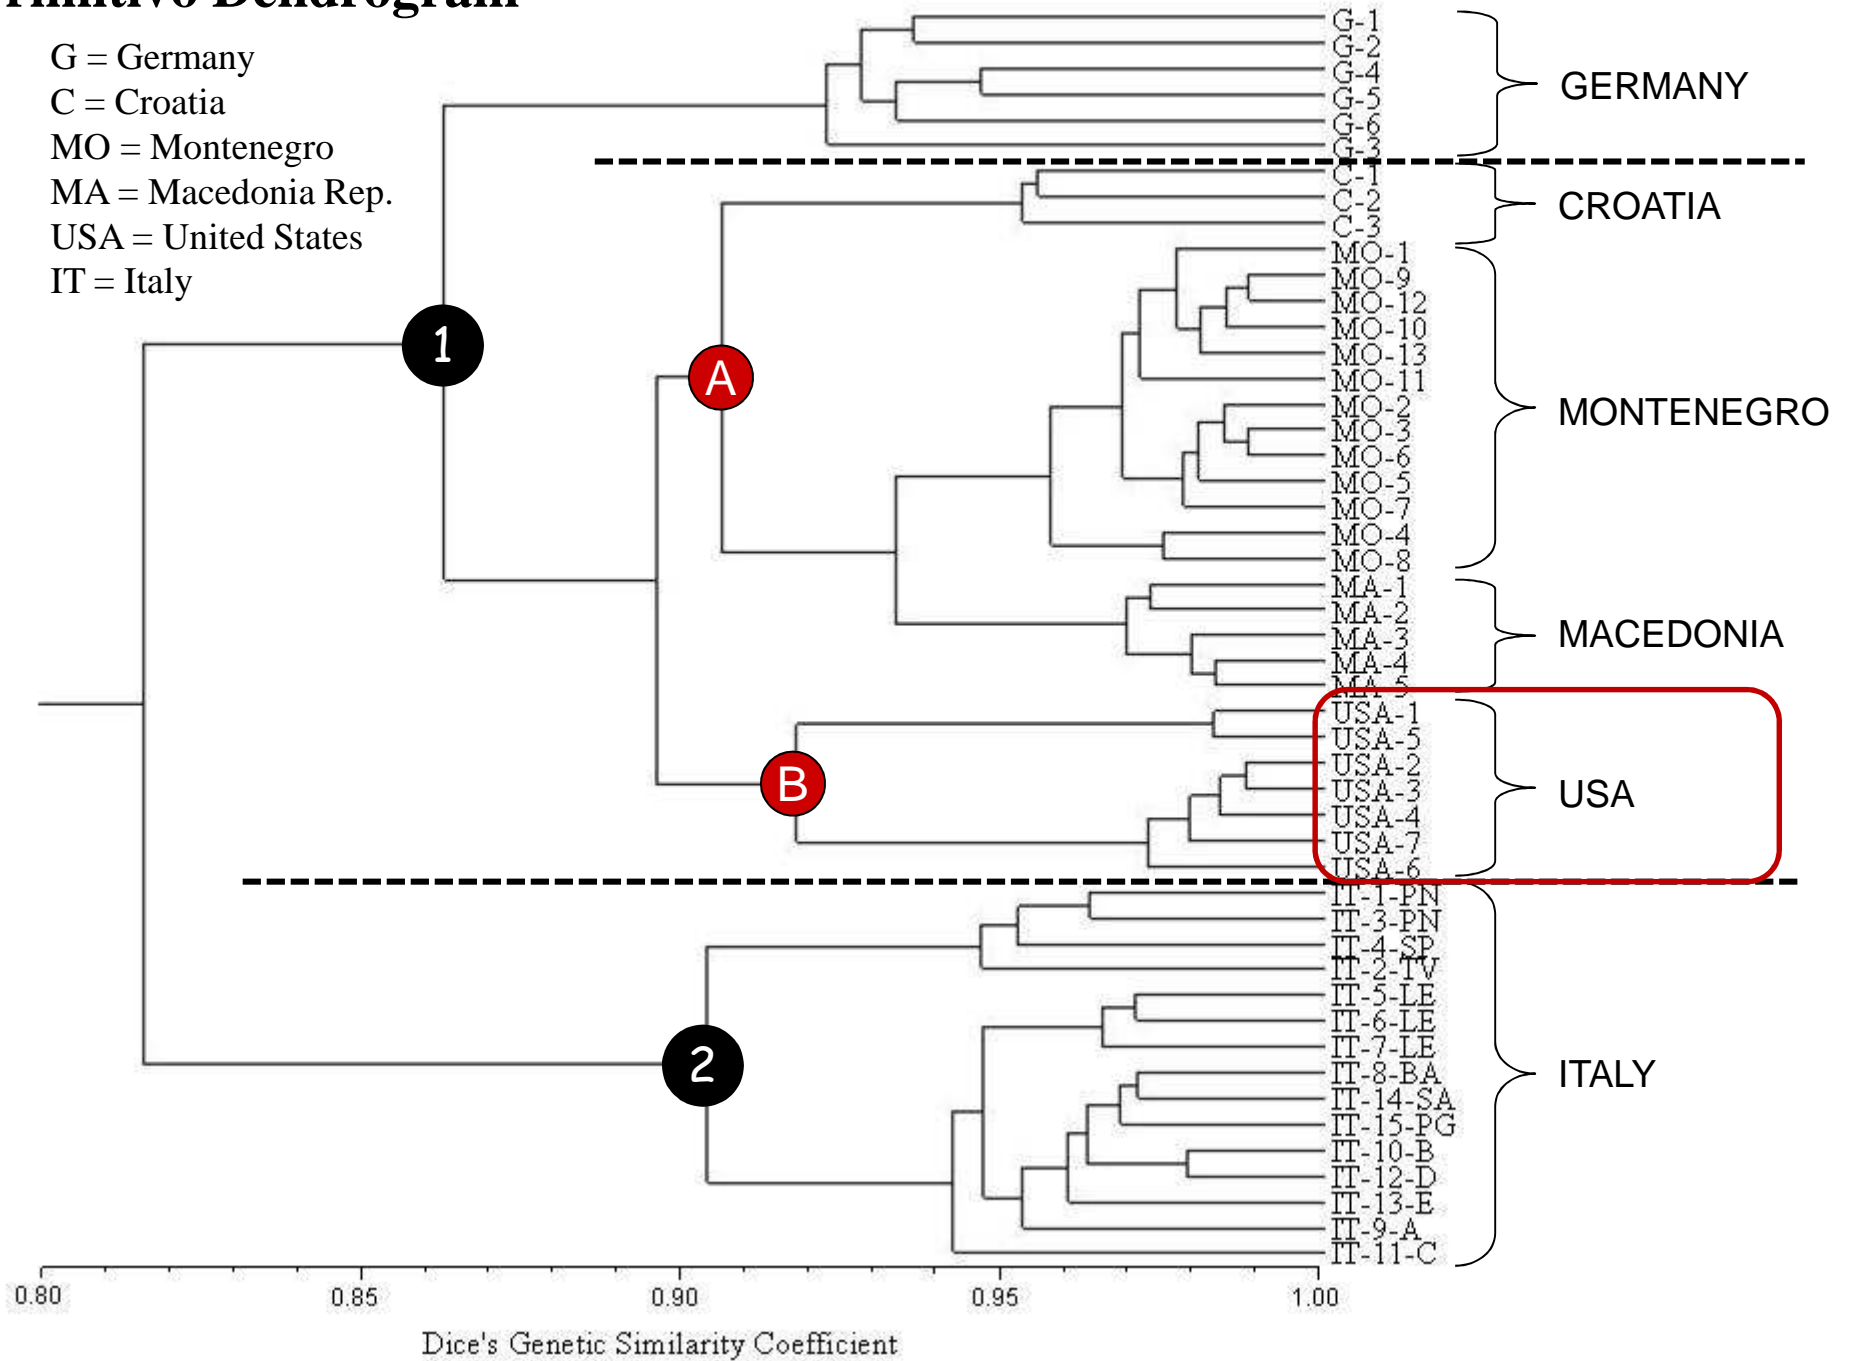 rimitivo Dendrogram
G = Germany
C = Croatia
MO = Montenegro
MA = Macedonia Rep.
USA = United States
IT = Italy
G-1
G-2
G-4
G-5
G-6
G-3
GERMANY
C-1
C-2
C-3
CROATIA
MO-1
MO-9
MO-12
MO-10
MO-13
MO-11
MO-2
MO-3
MO-6
MO-5
MO-7
MO-4
MO-8
MONTENEGRO
MA-1
MA-2
MA-3
MA-4
MA-5
MACEDONIA
USA-1
USA-5
USA-2
USA-3
USA-4
USA-7
USA-6
USA
IT-1-PN
IT-3-PN
IT-4-SP
IT-2-TV
IT-5-LE
IT-6-LE
IT-7-LE
IT-8-BA
IT-14-SA
IT-15-PG
IT-10-B
IT-12-D
IT-13-E
IT-9-A
IT-11-C
ITALY
1
A
B
2
0.80 0.85 0.90 0.95 1.00
Dice's Genetic Similarity Coefficient